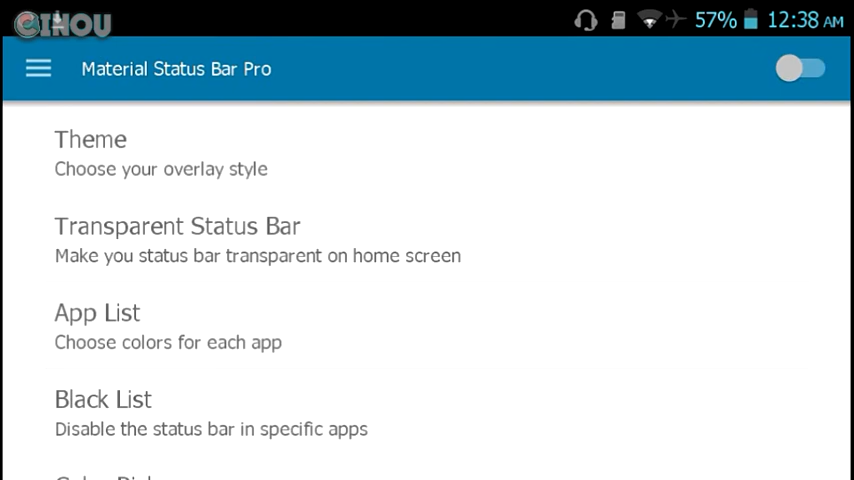 CINOU
57% 12:38 AM
Material Status Bar Pro
Theme
Choose your overlay style
Transparent Status Bar
Make you status bar transparent on home screen
App List
Choose colors for each app
Black List
Disable the status bar in specific apps